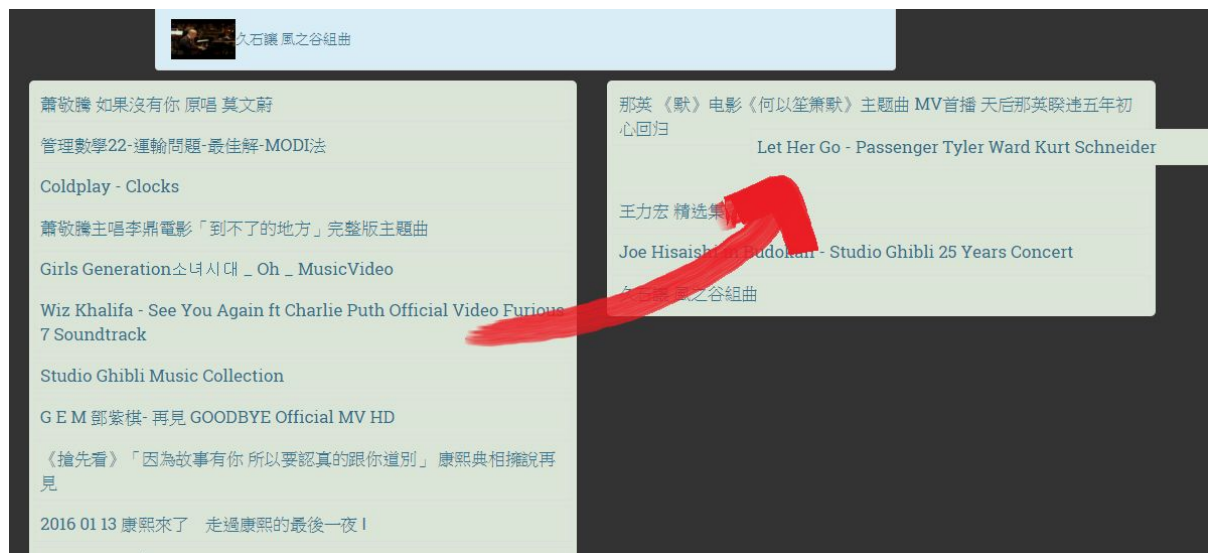 久石讓 風之谷組曲
蕭敬騰 如果沒有你 原唱 莫文蔚
管理數學22-運輸問題-最佳解-MODI法
Coldplay - Clocks
蕭敬騰主唱李鼎電影「到不了的地方」完整版主題曲
Girls Generation소녀시대 _ Oh _ MusicVideo
Wiz Khalifa - See You Again ft Charlie Puth Official Video Furious
7 Soundtrack
Studio Ghibli Music Collection
G E M 鄧紫棋- 再見 GOODBYE Official MV HD
《搶先看》「因為故事有你 所以要認真的跟你道別」 康熙典相擁說再
見
2016 01 13 康熙來了　走過康熙的最後一夜 I
那英 《默》电影《何以笙箫默》主题曲 MV首播 天后那英睽违五年初
心回归
Let Her Go - Passenger Tyler Ward Kurt Schneider
王力宏 精选集
Joe Hisaishi in Budokan - Studio Ghibli 25 Years Concert
久石讓 風之谷組曲